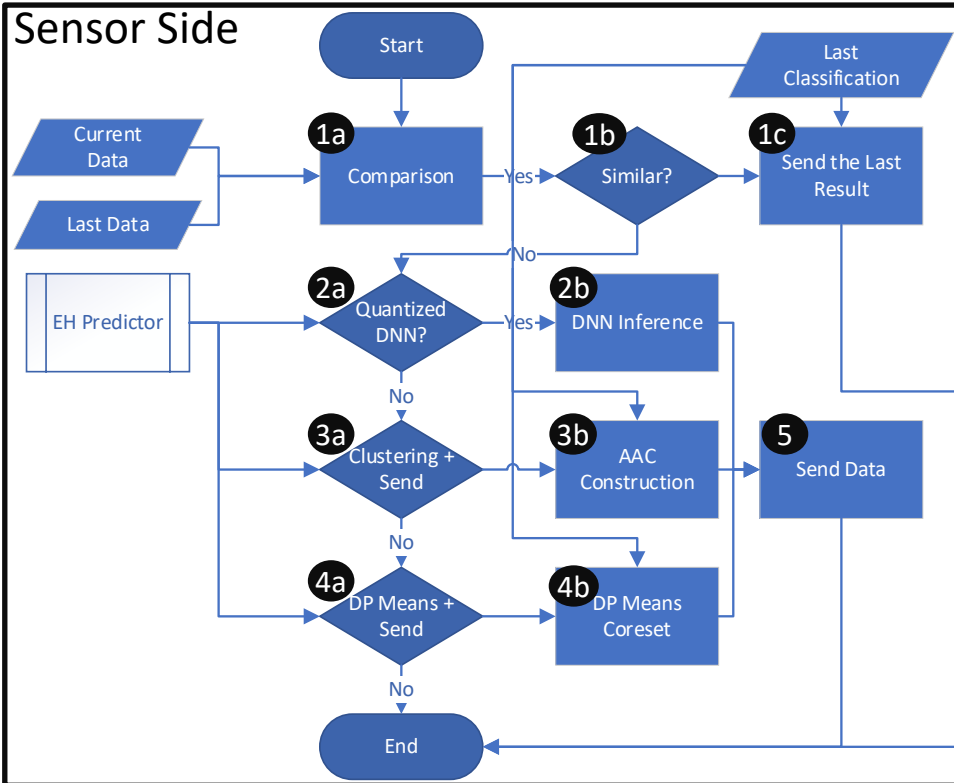 Sensor Side
Start
Last
Classification
Current
Data
Last Data
1a
Comparison
Yes
1b
Similar?
1c
Send the Last
Result
No
EH Predictor
2a
Quantized
DNN?
Yes
2b
DNN Inference
No
3a
Clustering +
Send
3b
AAC
Construction
5
Send Data
No
4a
DP Means +
Send
4b
DP Means
Coreset
No
End